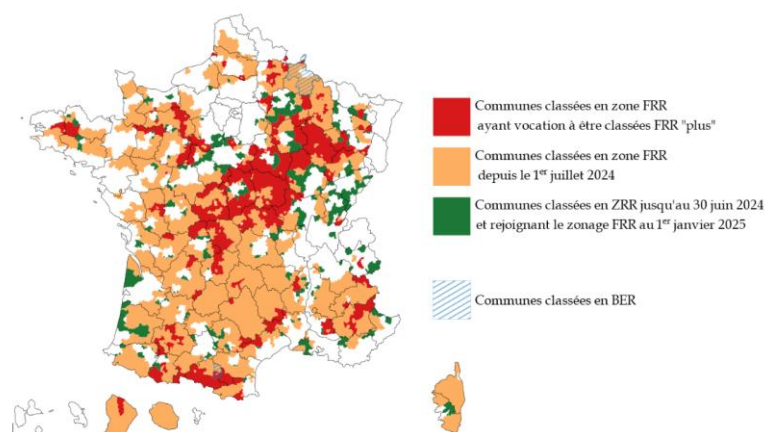 Communes classées en zone FRR
ayant vocation à être classées FRR "plus"
Communes classées en zone FRR
depuis le 1er juillet 2024
Communes classées en ZRR jusqu'au 30 juin 2024
et rejoignant le zonage FRR au 1er janvier 2025
Communes classées en BER